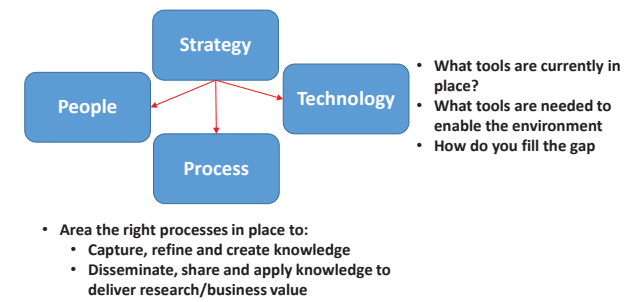 Strategy
People
Technology
Process
• What tools are currently in
place?
• What tools are needed to
enable the environment
• How do you fill the gap
• Area the right processes in place to:
• Capture, refine and create knowledge
• Disseminate, share and apply knowledge to
deliver research/business value